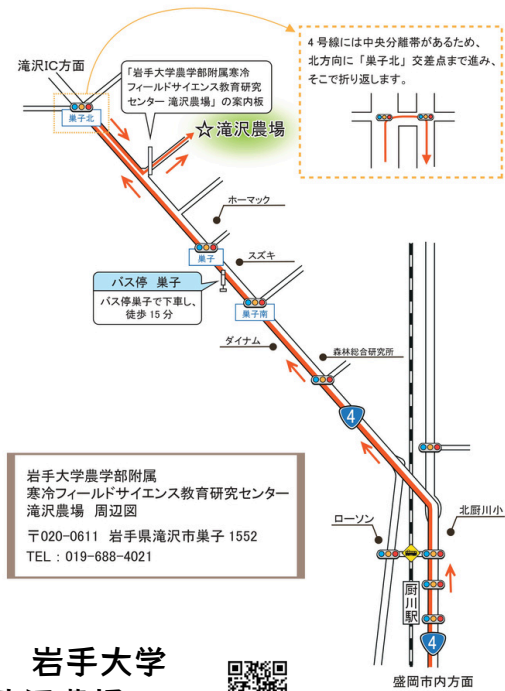 滝沢IC方面
「岩手大学農学部附属寒冷
フィールドサイエンス教育研究
センター 滝沢農場」の案内板
4号線には中央分離帯があるため、
北方向に「巣子北」交差点まで進み、
そこで折り返します。
巣子北
☆滝沢農場
ホーマック
巣子
スズキ
バス停 巣子
バス停巣子で下車し、
徒歩15分
巣子南
ダイナム
森林総合研究所
4
岩手大学農学部附属
寒冷フィールドサイエンス教育研究センター
滝沢農場 周辺図
〒020-0611 岩手県滝沢市巣子1552
TEL:019-688-4021
ローソン
北厨川小
厨川駅
4
盛岡市内方面
岩手大学